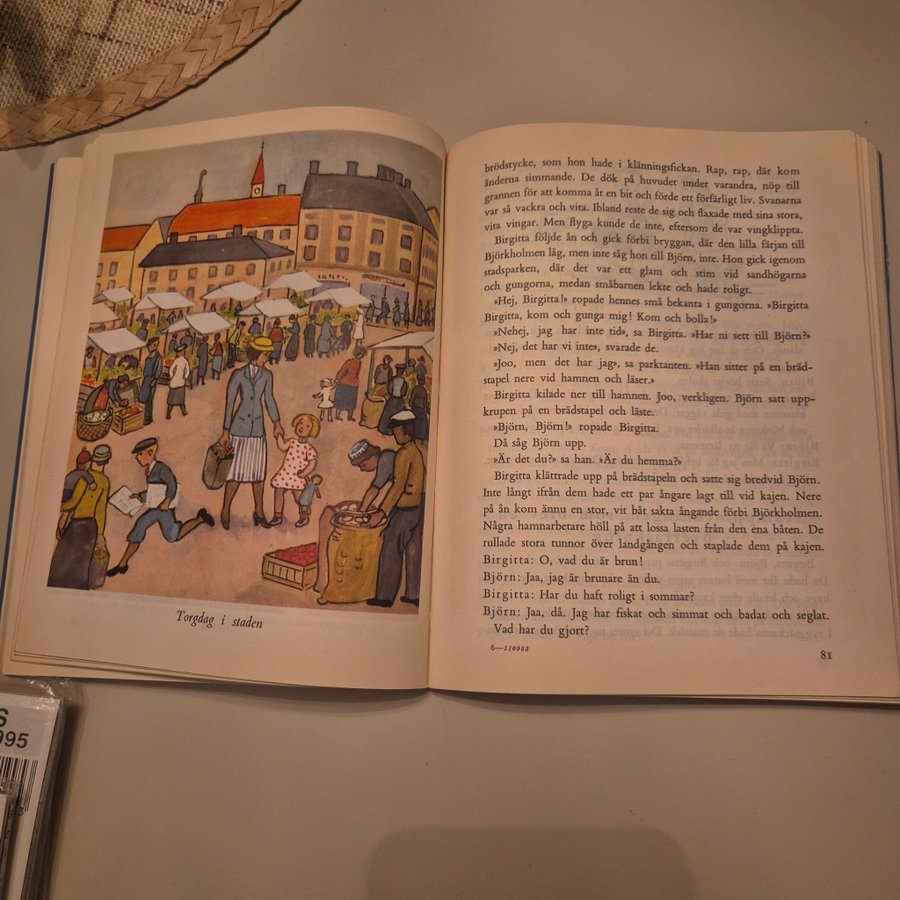 Torgdag i staden
brödstycke, som hon hade i klänningsfickan. Rap, rap, där kom
änderna simmande. De dök på huvudet under varandra, nöp till
grannen för att komma åt en bit och förde ett förfärligt liv. Svanarna
var så vackra och vita. Ibland reste de sig och flaxade med sina stora,
vita vingar. Men flyga kunde de inte, eftersom de var vingklippta.
Birgitta följde ån och gick förbi bryggan, där den lilla färjan till
Björkholmen låg, men inte såg hon till Björn, inte. Hon gick igenom
stadsparken, där det var ett glam och stim vid sandhögarna
och gungorna, medan småbarnen lekte och hade roligt.
»Hej, Birgitta!» ropade hennes små bekanta i gungorna. »Birgitta
Birgitta, kom och gunga mig! Kom och bolla!»
»Nehej, jag har inte tid», sa Birgitta. »Har ni sett till Björn?»
»Nej, det har vi inte», svarade de.
»Joo, men det har jag», sa parktanten. »Han sitter på en bräd-
stapel nere vid hamnen och läser.»
Birgitta kilade ner till hamnen. Joo, verkligen. Björn satt upp-
krupen på en brädstapel och läste.
»Björn, Björn!» ropade Birgitta.
Då såg Björn upp.
»Är det du?» sa han. »Är du hemma?»
Birgitta klättrade upp på brädstapeln och satte sig bredvid Björn.
Inte långt ifrån dem hade ett par ångare lagt till vid kajen. Nere
på ån kom ännu en stor, vit båt sakta ångande förbi Björkholmen.
Några hamnarbetare höll på att lossa lasten från den ena båten. De
rullade stora tunnor över landgången och staplade dem på kajen.
Birgitta: O, vad du är brun!
Björn: Jaa, jag är brunare än du.
Birgitta: Har du haft roligt i sommar?
Björn: Jaa, då. Jag har fiskat och simmat och badat och seglat.
Vad har du gjort?
6—110953
81
S
995